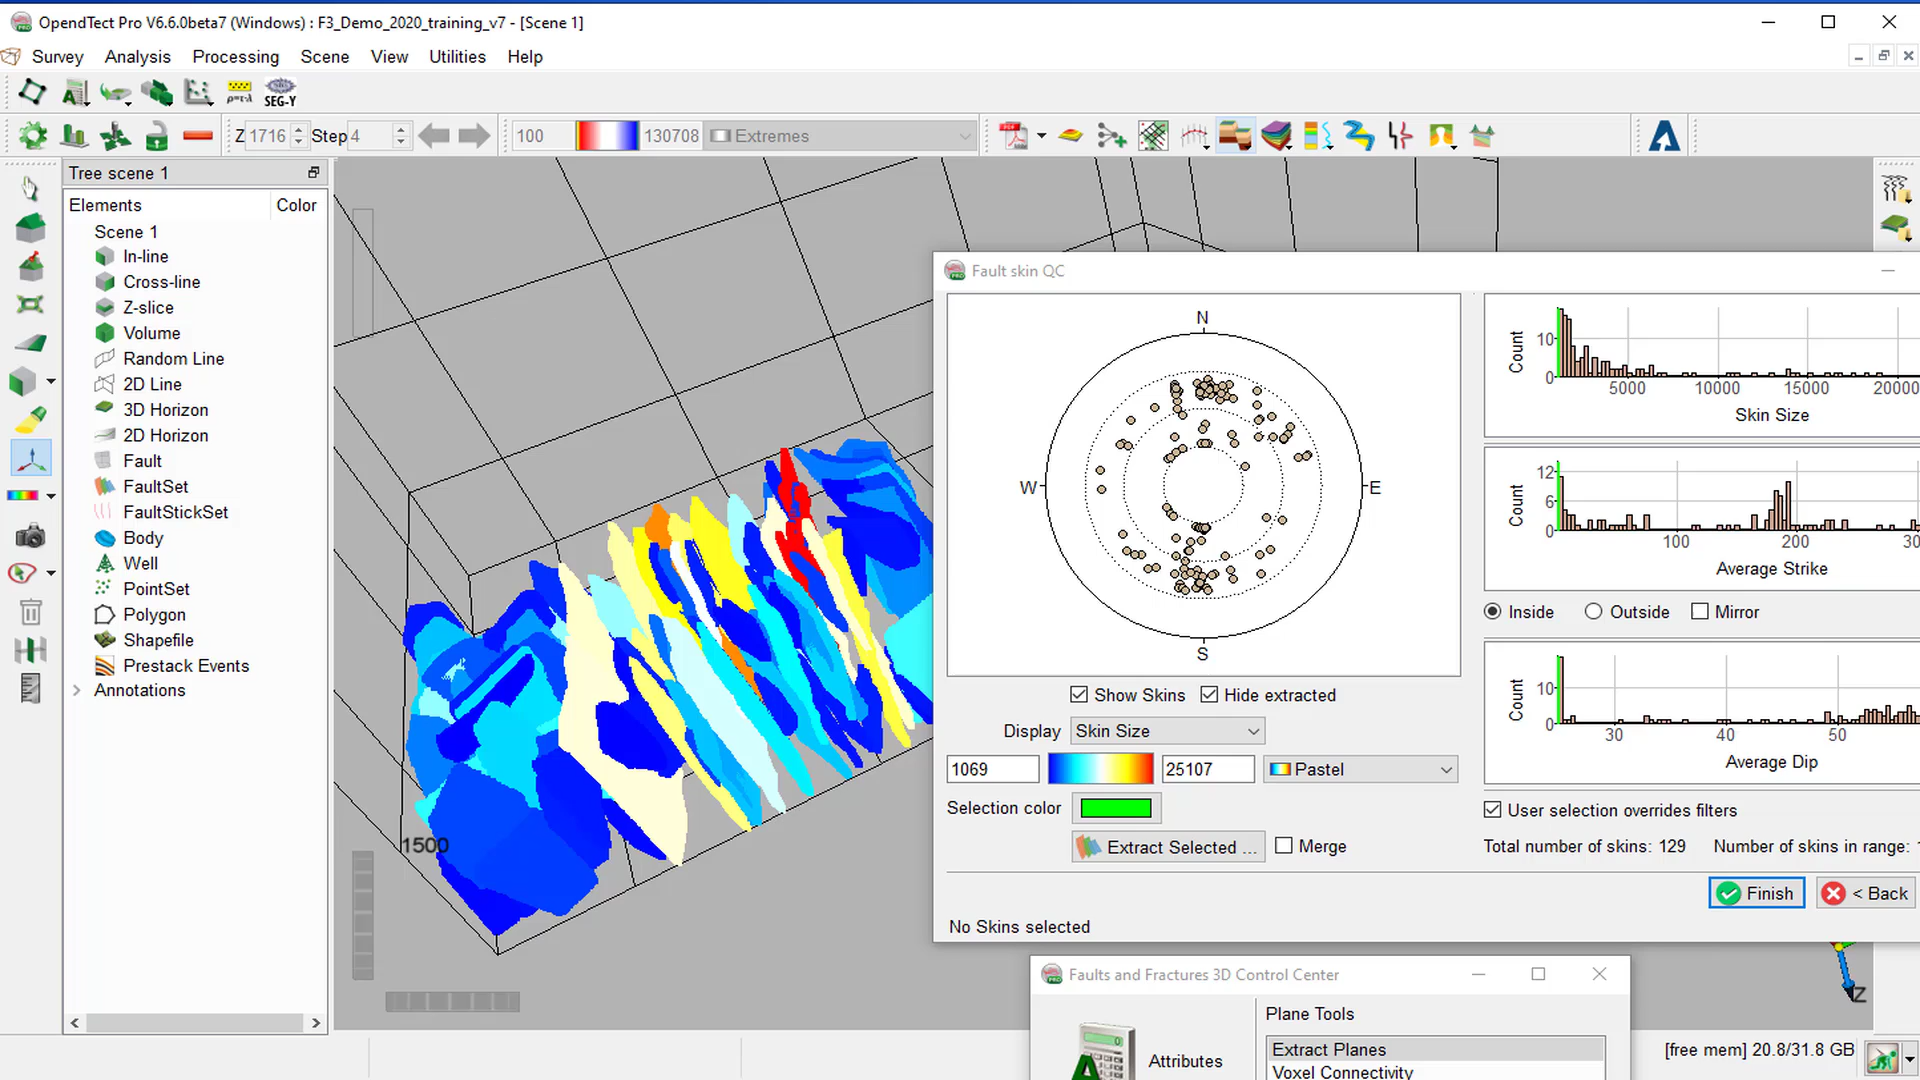 OpendTect Pro V6.6.0beta7 (Windows) : F3_Demo_2020_training_v7 - [Scene 1]
Survey Analysis Processing Scene View Utilities Help
SEG-Y
Z 1716 Step 4 100 130708 Extremes
Tree scene 1
Elements Color
Scene 1
In-line
Cross-line
Z-slice
Volume
Random Line
2D Line
3D Horizon
2D Horizon
Fault
FaultSet
FaultStickSet
Body
Well
PointSet
Polygon
Shapefile
Prestack Events
Annotations
1500
Z
Fault skin QC
N
W
E
S
Show Skins Hide extracted
Display Skin Size
1069 25107 Pastel
Selection color
Extract Selected ... Merge
No Skins selected
Count
10
0
5000 10000 15000 20000
Skin Size
Count
12
6
0
100 200 30
Average Strike
Inside Outside Mirror
Count
10
0
30 40 50
Average Dip
User selection overrides filters
Total number of skins: 129 Number of skins in range:
Finish < Back
Faults and Fractures 3D Control Center
Attributes
Plane Tools
Extract Planes
Voxel Connectivity
[free mem] 20.8/31.8 GB